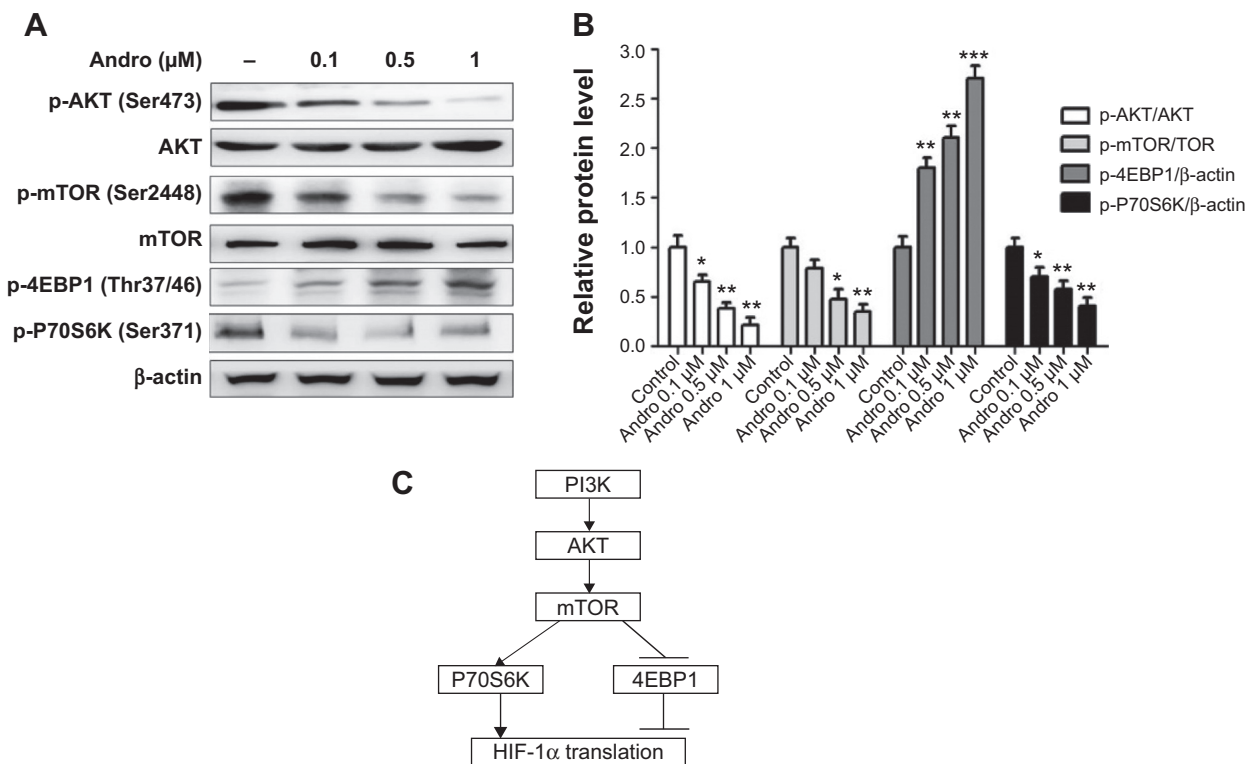 A
Andro (µM) – 0.1 0.5 1
p-AKT (Ser473)
AKT
p-mTOR (Ser2448)
mTOR
p-4EBP1 (Thr37/46)
p-P70S6K (Ser371)
β-actin
B
Relative protein level
3.0
2.5
2.0
1.5
1.0
0.5
0.0
* ** **
* **
** ** ***
* ** **
Control
Andro 0.1 µM
Andro 0.5 µM
Andro 1 µM
Control
Andro 0.1 µM
Andro 0.5 µM
Andro 1 µM
Control
Andro 0.1 µM
Andro 0.5 µM
Andro 1 µM
Control
Andro 0.1 µM
Andro 0.5 µM
Andro 1 µM
p-AKT/AKT
p-mTOR/TOR
p-4EBP1/β-actin
p-P70S6K/β-actin
C
PI3K
AKT
mTOR
P70S6K 4EBP1
HIF-1α translation